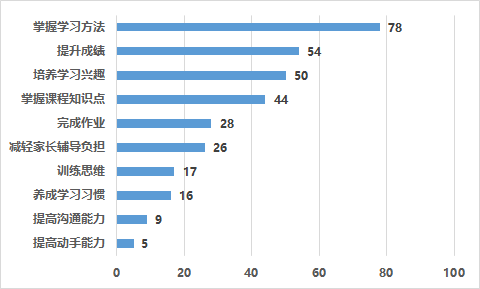 掌握学习方法 78
提升成绩 54
培养学习兴趣 50
掌握课程知识点 44
完成作业 28
减轻家长辅导负担 26
训练思维 17
养成学习习惯 16
提高沟通能力 9
提高动手能力 5
0 20 40 60 80 100